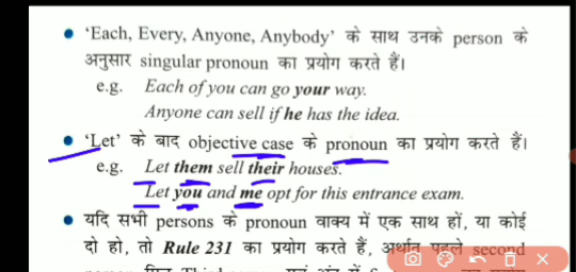 • 'Each, Every, Anyone, Anybody' के साथ उनके person के
अनुसार singular pronoun का प्रयोग करते हैं।
e.g. Each of you can go your way.
Anyone can sell if he has the idea.
• 'Let' के बाद objective case के pronoun का प्रयोग करते हैं।
e.g. Let them sell their houses.
Let you and me opt for this entrance exam.
• यदि सभी persons के pronoun वाक्य में एक साथ हों, या कोई
दो हो, तो Rule 231 का प्रयोग करते हैं, अर्थात पहले second